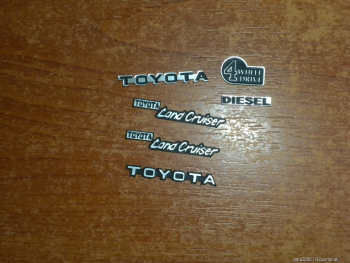 TOYOTA
4 WHEEL DRIVE
DIESEL
TOYOTA Land Cruiser
TOYOTA Land Cruiser
TOYOTA